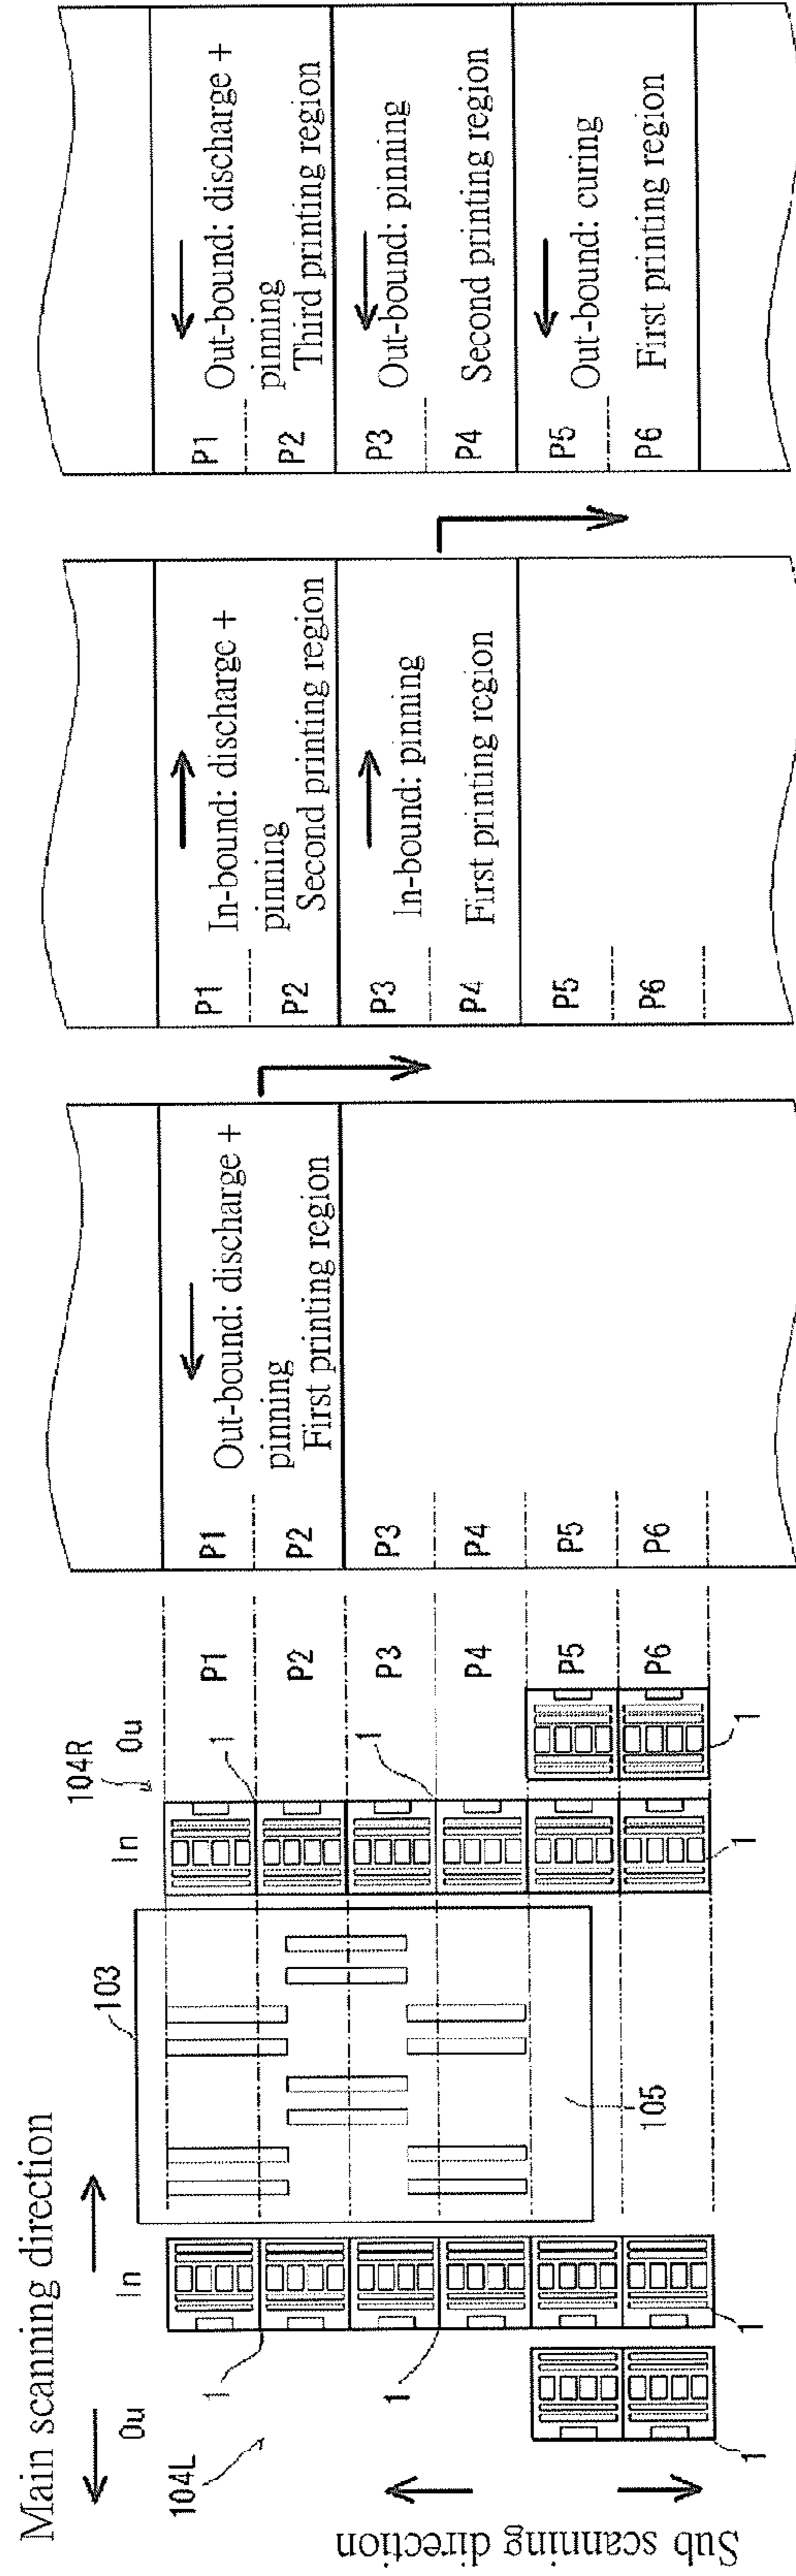 Main scanning direction
Ou
In
In
Ou
104L
104R
103
105
1
1
1
1
1
1
1
1
Sub scanning direction
P1
P2
P3
P4
P5
P6
P1
P2
P3
P4
P5
P6
Out-bound: discharge +
pinning
First printing region
P1
P2
P3
P4
P5
P6
In-bound: discharge +
pinning
Second printing region
In-bound: pinning
First printing region
P1
P2
P3
P4
P5
P6
Out-bound: discharge +
pinning
Third printing region
Out-bound: pinning
Second printing region
Out-bound: curing
First printing region